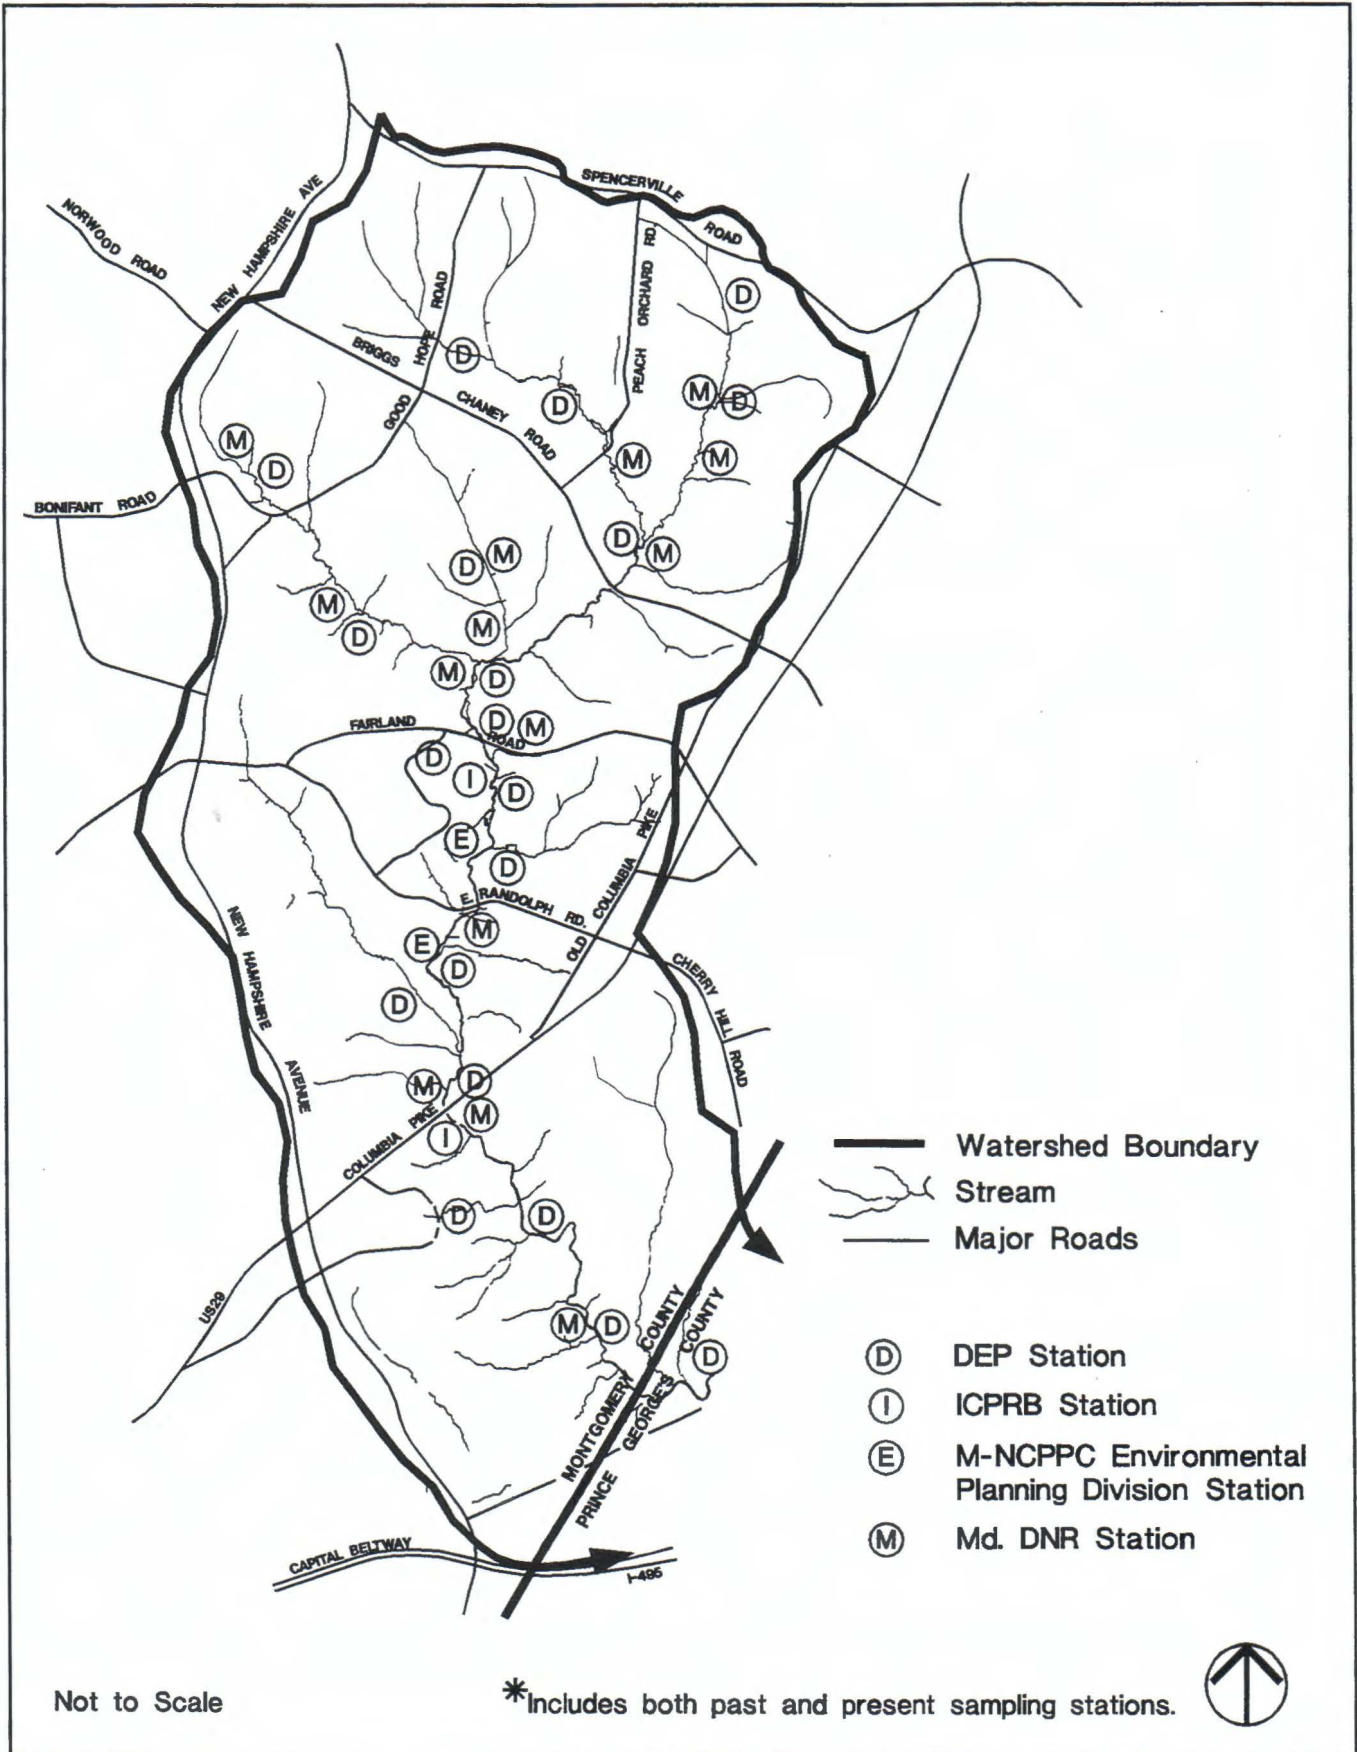 SPENCERVILLE
ROAD
NEW HAMPSHIRE AVE
NORWOOD ROAD
GOOD HOPE ROAD
PEACH ORCHARD RD.
D
BRIGGS CHANEY ROAD
D
D
M
D
M
D
M
M
BONIFANT ROAD
D
M
D
M
M
M
D
M
D
D
M
FAIRLAND ROAD
D
I
D
E
D
OLD COLUMBIA PIKE
E. RANDOLPH RD.
M
E
D
D
NEW HAMPSHIRE AVENUE
CHERRY HILL ROAD
M
D
M
I
COLUMBIA PIKE
D
D
US29
M
D
D
MONTGOMERY COUNTY
PRINCE GEORGE'S COUNTY
CAPITAL BELTWAY
I-495
Watershed Boundary
Stream
Major Roads
D DEP Station
I ICPRB Station
E M-NCPPC Environmental
Planning Division Station
M Md. DNR Station
Not to Scale
*Includes both past and present sampling stations.